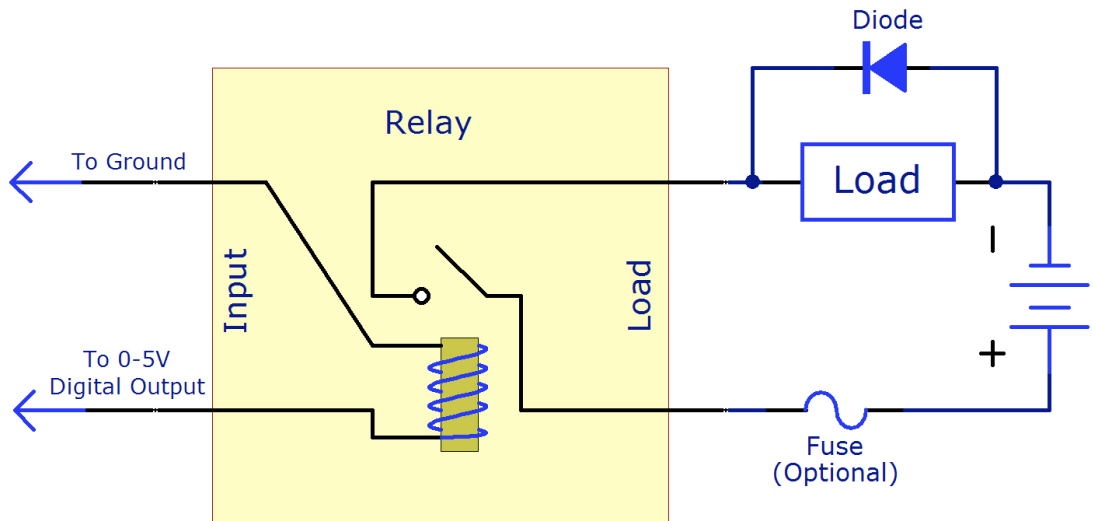 Diode
Relay
To Ground
Load
Input
Load
−
To 0-5V
Digital Output
+
Fuse
(Optional)